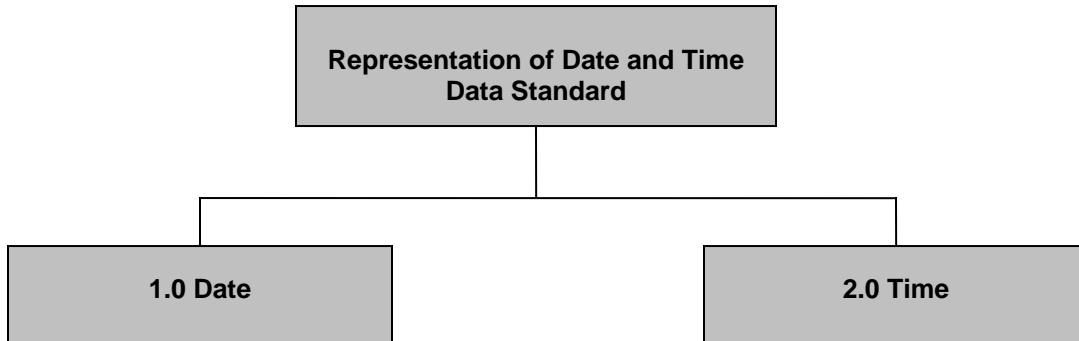 Representation of Date and Time
Data Standard
1.0 Date
2.0 Time